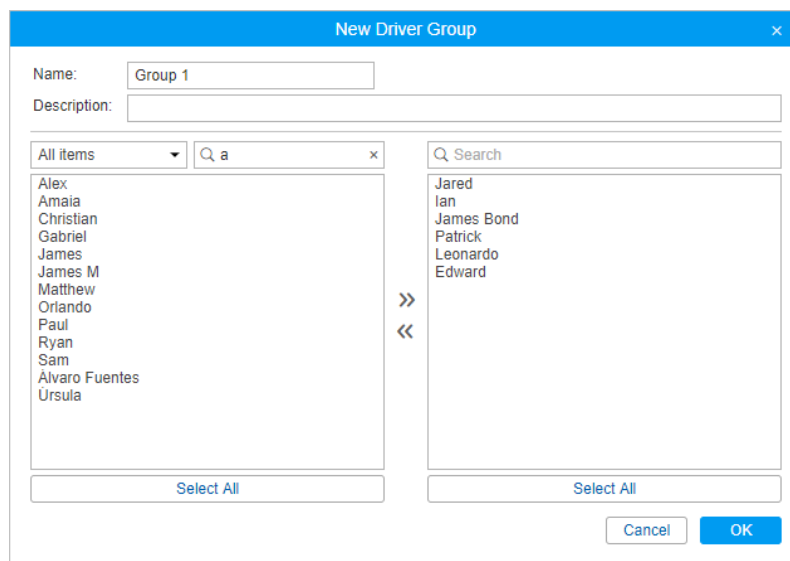 New Driver Group
Name:
Group 1
Description:
All items
a
Search
Alex
Amaia
Christian
Gabriel
James
James M
Matthew
Orlando
Paul
Ryan
Sam
Álvaro Fuentes
Úrsula
Jared
Ian
James Bond
Patrick
Leonardo
Edward
Select All
Select All
Cancel
OK